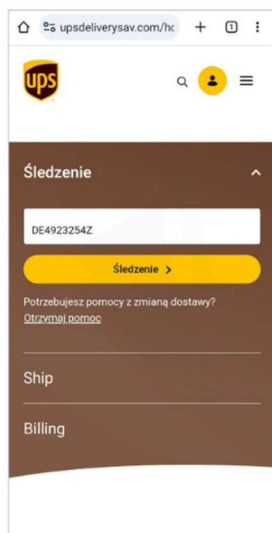 upsdeliverysav.com/hc
1
ups
Śledzenie
DE4923254Z
Śledzenie
Potrzebujesz pomocy z zmianą dostawy?
Otrzymaj pomoc
Ship
Billing